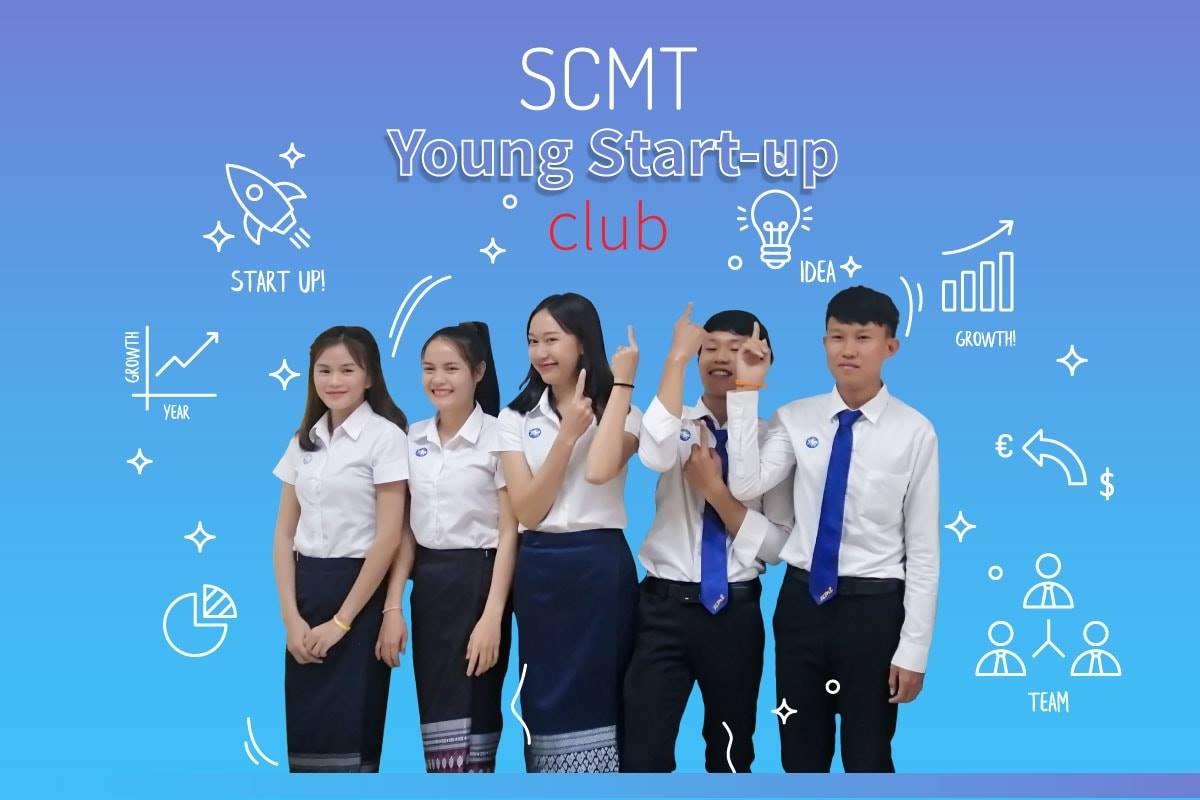 SCMT
Young Start-up
club
START UP!
IDEA
GROWTH!
GROWTH
YEAR
€
$
TEAM